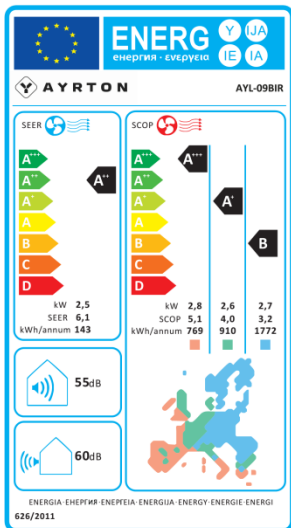 ENERG Y IJA
енергия · ενεργεια IE IA
AYRTON AYL-09BIR
SEER SCOP
A+++ A+++ A+++
A++ A++ A++
A+ A+ A+
A A
B B B
C C
D D
kW 2,5 kW 2,8 2,6 2,7
SEER 6,1 SCOP 5,1 4,0 3,2
kWh/annum 143 kWh/annum 769 910 1772
55dB
60dB
ENERGIA·ЕНЕРГИЯ·ΕΝΕΡΓΕΙΑ·ENERGIJA·ENERGY·ENERGIE·ENERGI
626/2011